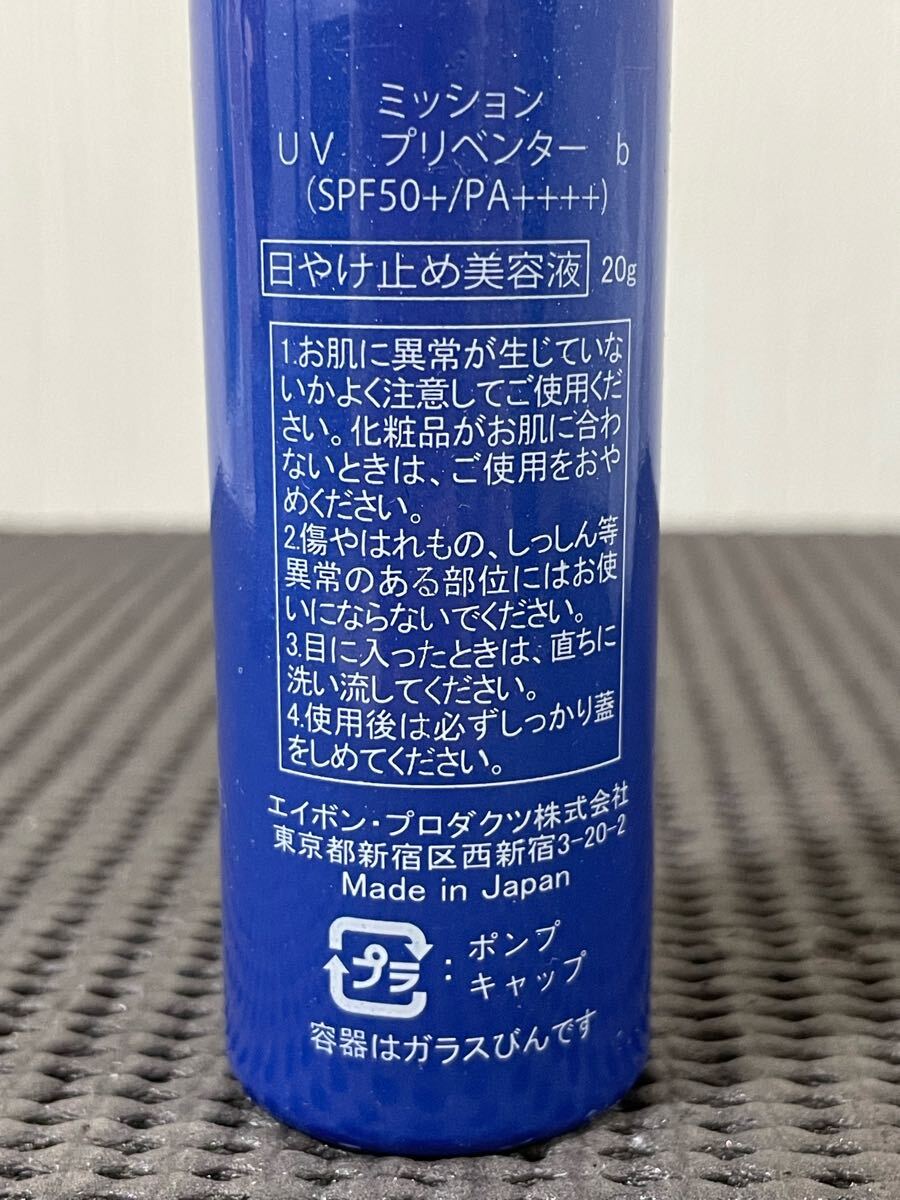 ミッション
UV プリベンター b
(SPF50+/PA++++)
日やけ止め美容液 20g
1.お肌に異常が生じていな
いかよく注意してご使用くだ
さい。化粧品がお肌に合わ
ないときは、ご使用をおや
めください。
2.傷やはれもの、しっしん等
異常のある部位にはお使
いにならないでください。
3.目に入ったときは、直ちに
洗い流してください。
4.使用後は必ずしっかり蓋
をしめてください。
エイボン・プロダクツ株式会社
東京都新宿区西新宿3-20-2
Made in Japan
プラ : ポンプ
キャップ
容器はガラスびんです